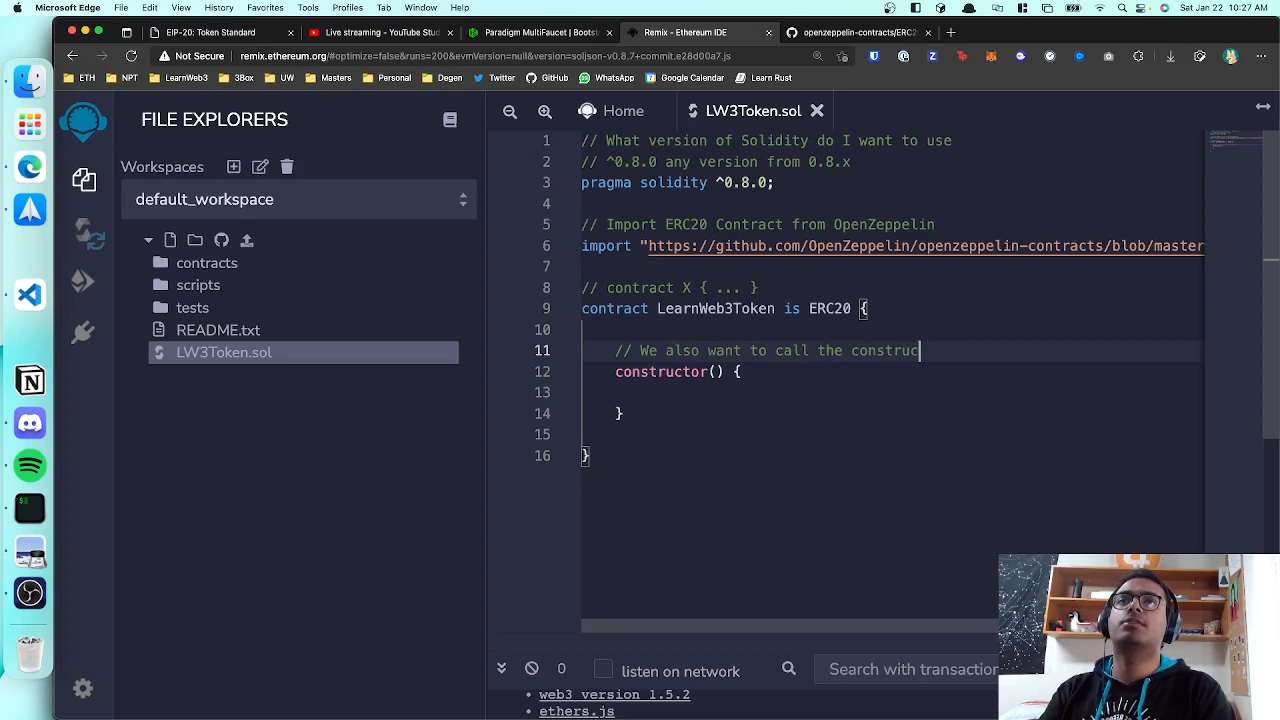 Microsoft Edge File Edit View History Favorites Tools Profiles Tab Window Help Sat Jan 22 10:27 AM
EIP-20: Token Standard
Live streaming - YouTube Stud
Paradigm MultiFaucet | Bootst
Remix - Ethereum IDE
openzeppelin-contracts/ERC2
Not Secure remix.ethereum.org/#optimize=false&runs=200&evmVersion=null&version=soljson-v0.8.7+commit.e28d00a7.js
ETH NPT LearnWeb3 UW Masters Personal Degen Twitter GitHub WhatsApp Google Calendar Learn Rust
FILE EXPLORERS
Workspaces
default_workspace
contracts
scripts
tests
README.txt
LW3Token.sol
Home LW3Token.sol
1 // What version of Solidity do I want to use
2 // ^0.8.0 any version from 0.8.x
3 pragma solidity ^0.8.0;
4
5 // Import ERC20 Contract from OpenZeppelin
6 import "https://github.com/OpenZeppelin/openzeppelin-contracts/blob/master
7
8 // contract X { ... }
9 contract LearnWeb3Token is ERC20 {
10
11 // We also want to call the construc
12 constructor() {
13
14 }
15
16 }
0 listen on network Search with transaction
• web3 version 1.5.2
• ethers.js